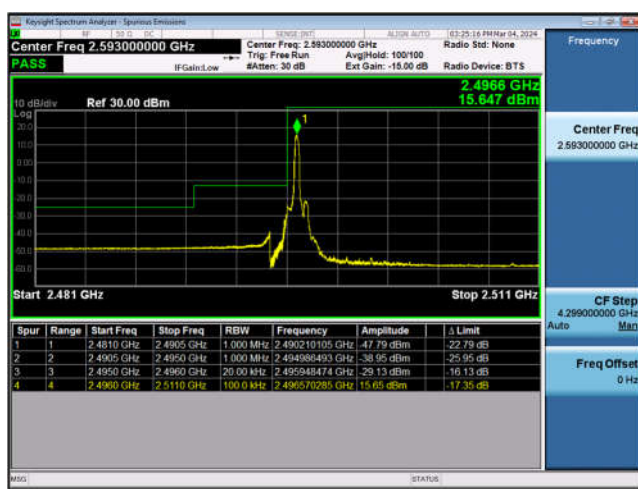 Keysight Spectrum Analyzer - Spurious Emissions
RF 50 Ω DC SENSE:INT ALIGN AUTO 03:25:16 PM Mar 04, 2024
Center Freq 2.593000000 GHz
Center Freq: 2.593000000 GHz
Radio Std: None
Trig: Free Run Avg|Hold: 100/100
PASS
IFGain:Low
#Atten: 30 dB Ext Gain: -15.00 dB Radio Device: BTS
Frequency
2.4966 GHz
15.647 dBm
10 dB/div Ref 30.00 dBm
Log
20.0
10.0
0.00
-10.0
-20.0
-30.0
-40.0
-50.0
-60.0
1
Start 2.481 GHz Stop 2.511 GHz
Center Freq
2.593000000 GHz
CF Step
4.299000000 GHz
Auto Man
Freq Offset
0 Hz
Spur Range Start Freq Stop Freq RBW Frequency Amplitude Δ Limit
1 1 2.4810 GHz 2.4905 GHz 1.000 MHz 2.490210105 GHz -47.79 dBm -22.79 dB
2 2 2.4905 GHz 2.4950 GHz 1.000 MHz 2.494986493 GHz -38.95 dBm -25.95 dB
3 3 2.4950 GHz 2.4960 GHz 20.00 kHz 2.495948474 GHz -29.13 dBm -16.13 dB
4 4 2.4960 GHz 2.5110 GHz 100.0 kHz 2.496570285 GHz 15.65 dBm -17.35 dB
MSG STATUS